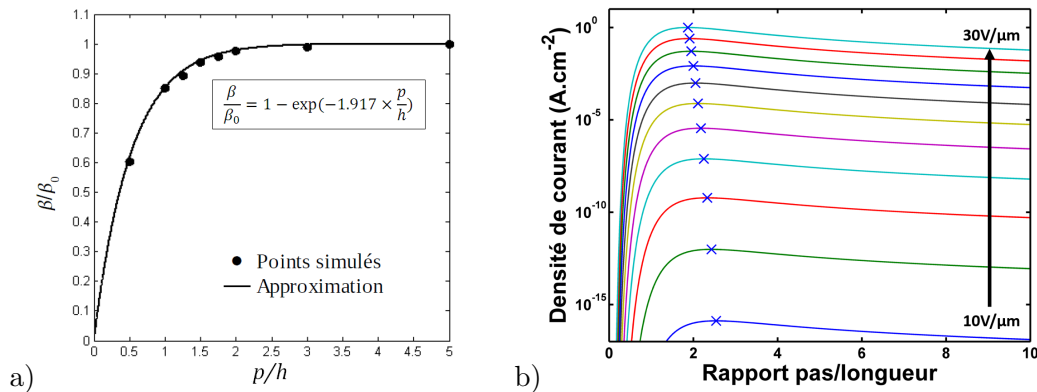 1.1
1
0.9
0.8
0.7
0.6
0.5
0.4
0.3
0.2
0.1
0
β/β₀
β/β₀ = 1 − exp(−1.917 × p/h)
Points simulés
Approximation
0 0.5 1 1.5 2 2.5 3 3.5 4 4.5 5
p/h
a)
10⁰
10⁻⁵
10⁻¹⁰
10⁻¹⁵
Densité de courant (A.cm⁻²)
30V/µm
10V/µm
0 2 4 6 8 10
Rapport pas/longueur
b)